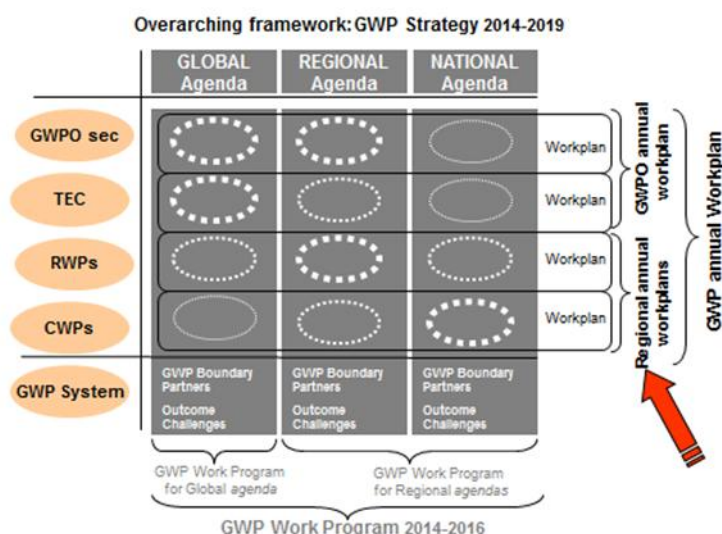 Overarching framework: GWP Strategy 2014-2019
GLOBAL
Agenda
REGIONAL
Agenda
NATIONAL
Agenda
GWPO sec
Workplan
TEC
Workplan
RWPs
Workplan
CWPs
Workplan
GWPO annual
workplan
Regional annual
workplans
GWP annual Workplan
GWP System
GWP Boundary
Partners
Outcome
Challenges
GWP Boundary
Partners
Outcome
Challenges
GWP Boundary
Partners
Outcome
Challenges
GWP Work Program
for Global agenda
GWP Work Program
for Regional agendas
GWP Work Program 2014-2016